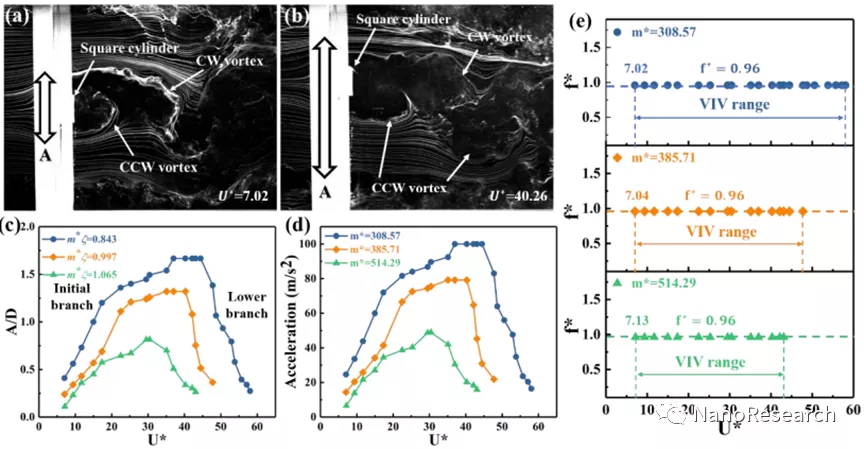 (a)
Square cylinder
CW vortex
A
CCW vortex
U*=7.02
(b)
Square cylinder
CW vortex
A
CCW vortex
U*=40.26
(c)
2.0
1.6
1.2
0.8
0.4
0.0
A/D
m*ζ=0.843
m*ζ=0.997
m*ζ=1.065
Initial
branch
Lower
branch
0 10 20 30 40 50 60
U*
(d)
120
100
80
60
40
20
0
Acceleration (m/s²)
m*=308.57
m*=385.71
m*=514.29
0 10 20 30 40 50 60
U*
(e)
m*=308.57
1.5
1.0
0.5
f*
7.02 f*=0.96
VIV range
m*=385.71
1.5
1.0
0.5
f*
7.04 f*=0.96
VIV range
m*=514.29
1.5
1.0
0.5
f*
7.13 f*=0.96
VIV range
0 10 20 30 40 50 60
U*
NanoResearch